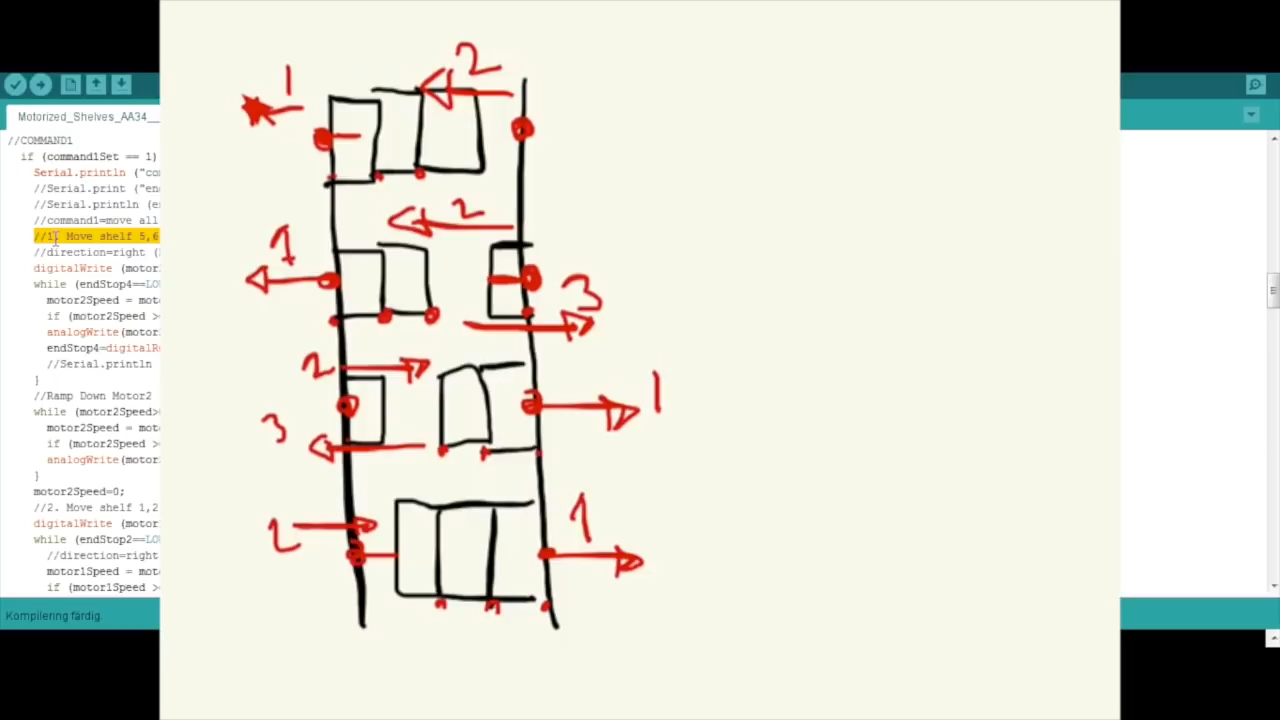 Motorized_Shelves_AA34__
//COMMAND1
if (command1Set == 1)
Serial.println ("co
//Serial.print ("en
//Serial.println (e
//command1=move all
//1. Move shelf 5,6
//direction=right (
digitalWrite (motor
while (endStop4==LO
motor2Speed = mot
if (motor2Speed >
analogWrite(motor
endStop4=digitalR
//Serial.println
}
//Ramp Down Motor2
while (motor2Speed>
motor2Speed = mot
if (motor2Speed >
analogWrite(motor
}
motor2Speed=0;
//2. Move shelf 1,2
digitalWrite (motor
while (endStop2==LO
//direction=right
motor1Speed = mot
if (motor1Speed >
Kompilering färdig.
1 2
1 2 3
2 3 1
2 1